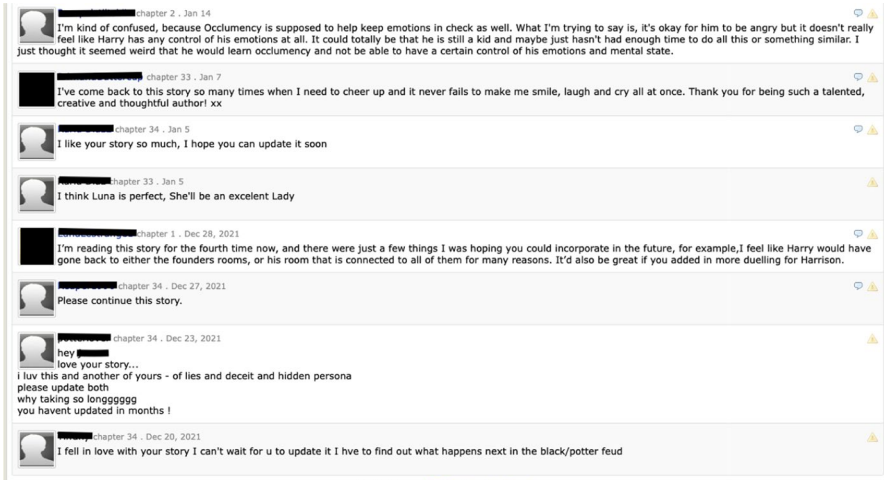 chapter 2 . Jan 14
I'm kind of confused, because Occlumency is supposed to help keep emotions in check as well. What I'm trying to say is, it's okay for him to be angry but it doesn't really
feel like Harry has any control of his emotions at all. It could totally be that he is still a kid and maybe just hasn't had enough time to do all this or something similar. I
just thought it seemed weird that he would learn occlumency and not be able to have a certain control of his emotions and mental state.
chapter 33 . Jan 7
I've come back to this story so many times when I need to cheer up and it never fails to make me smile, laugh and cry all at once. Thank you for being such a talented,
creative and thoughtful author! xx
chapter 34 . Jan 5
I like your story so much, I hope you can update it soon
chapter 33 . Jan 5
I think Luna is perfect, She'll be an excelent Lady
chapter 1 . Dec 28, 2021
I'm reading this story for the fourth time now, and there were just a few things I was hoping you could incorporate in the future, for example,I feel like Harry would have
gone back to either the founders rooms, or his room that is connected to all of them for many reasons. It'd also be great if you added in more duelling for Harrison.
chapter 34 . Dec 27, 2021
Please continue this story.
chapter 34 . Dec 23, 2021
hey
love your story...
i luv this and another of yours - of lies and deceit and hidden persona
please update both
why taking so longggggg
you havent updated in months !
chapter 34 . Dec 20, 2021
I fell in love with your story I can't wait for u to update it I hve to find out what happens next in the black/potter feud